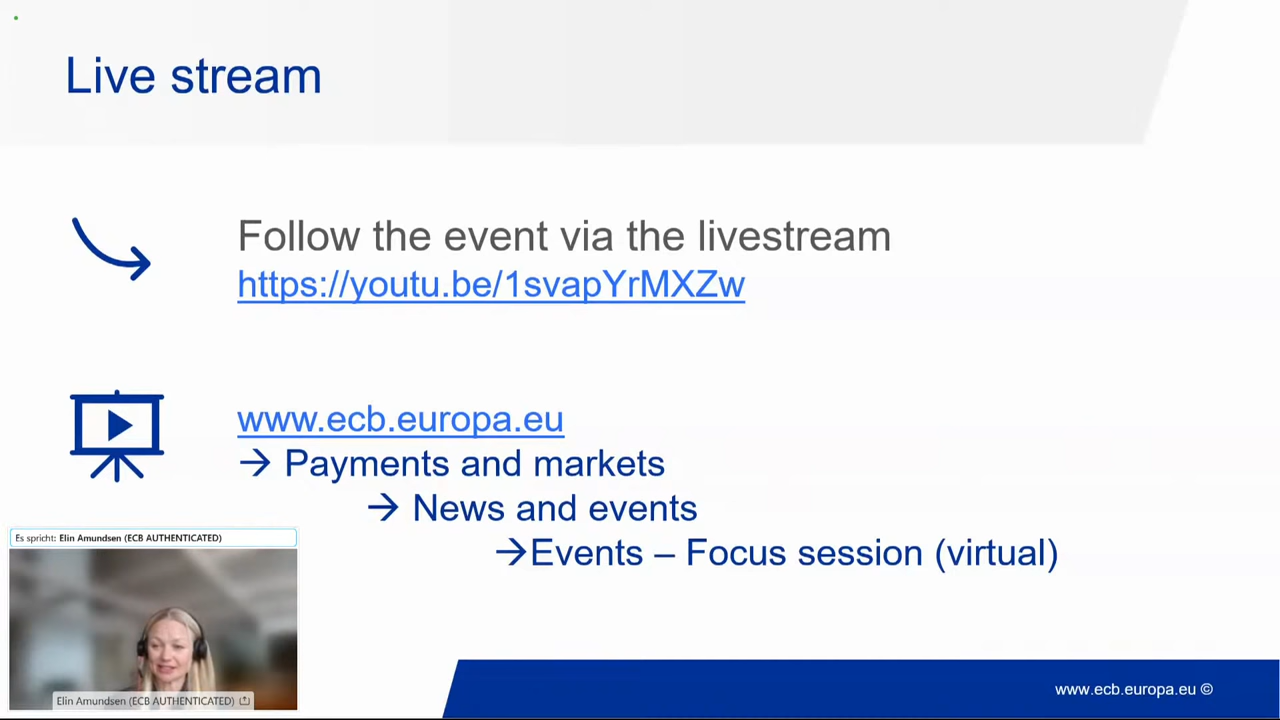 Live stream
Follow the event via the livestream
https://youtu.be/1svapYrMXZw
www.ecb.europa.eu
→ Payments and markets
→ News and events
→Events – Focus session (virtual)
Es spricht: Elin Amundsen (ECB AUTHENTICATED)
Elin Amundsen (ECB AUTHENTICATED)
www.ecb.europa.eu ©